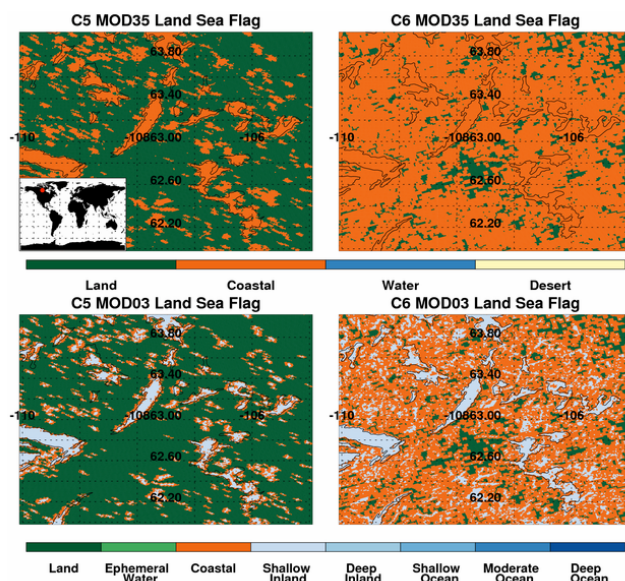 C5 MOD35 Land Sea Flag
C6 MOD35 Land Sea Flag
63.80
63.80
63.40
63.40
-110
-10863.00
-106
-110
-10863.00
-106
62.60
62.60
62.20
62.20
Land
Coastal
Water
Desert
C5 MOD03 Land Sea Flag
C6 MOD03 Land Sea Flag
63.80
63.80
63.40
63.40
-110
-10863.00
-106
-110
-10863.00
-106
62.60
62.60
62.20
62.20
Land
Ephemeral
Water
Coastal
Shallow
Inland
Deep
Inland
Shallow
Ocean
Moderate
Ocean
Deep
Ocean